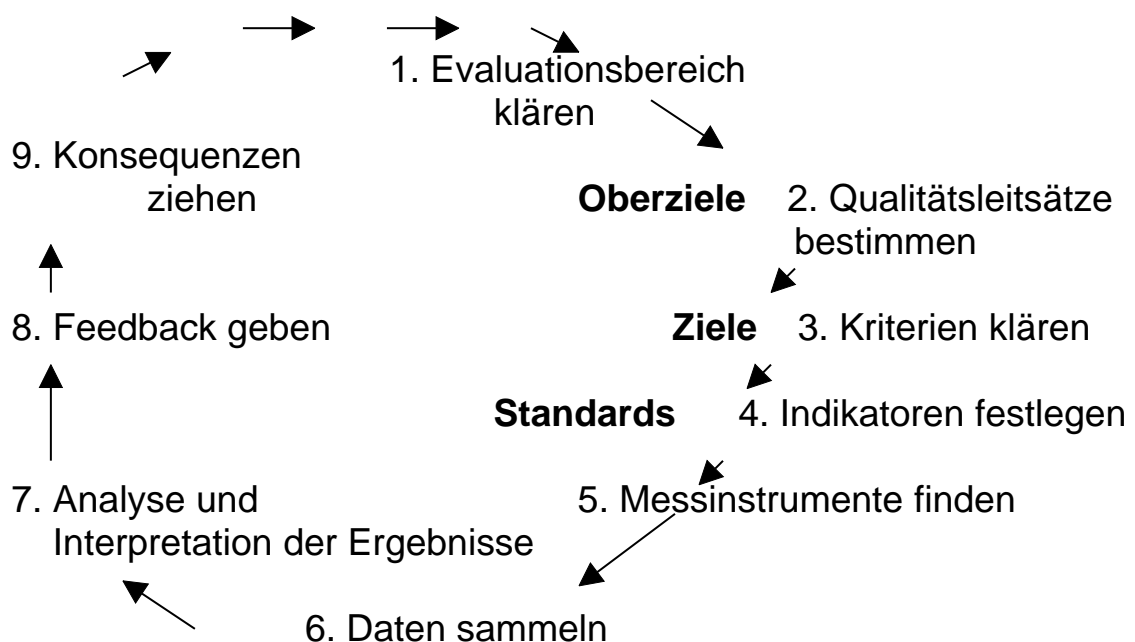 1. Evaluationsbereich
klären
9. Konsequenzen
ziehen
Oberziele 2. Qualitätsleitsätze
bestimmen
8. Feedback geben
Ziele 3. Kriterien klären
Standards 4. Indikatoren festlegen
7. Analyse und
Interpretation der Ergebnisse
5. Messinstrumente finden
6. Daten sammeln